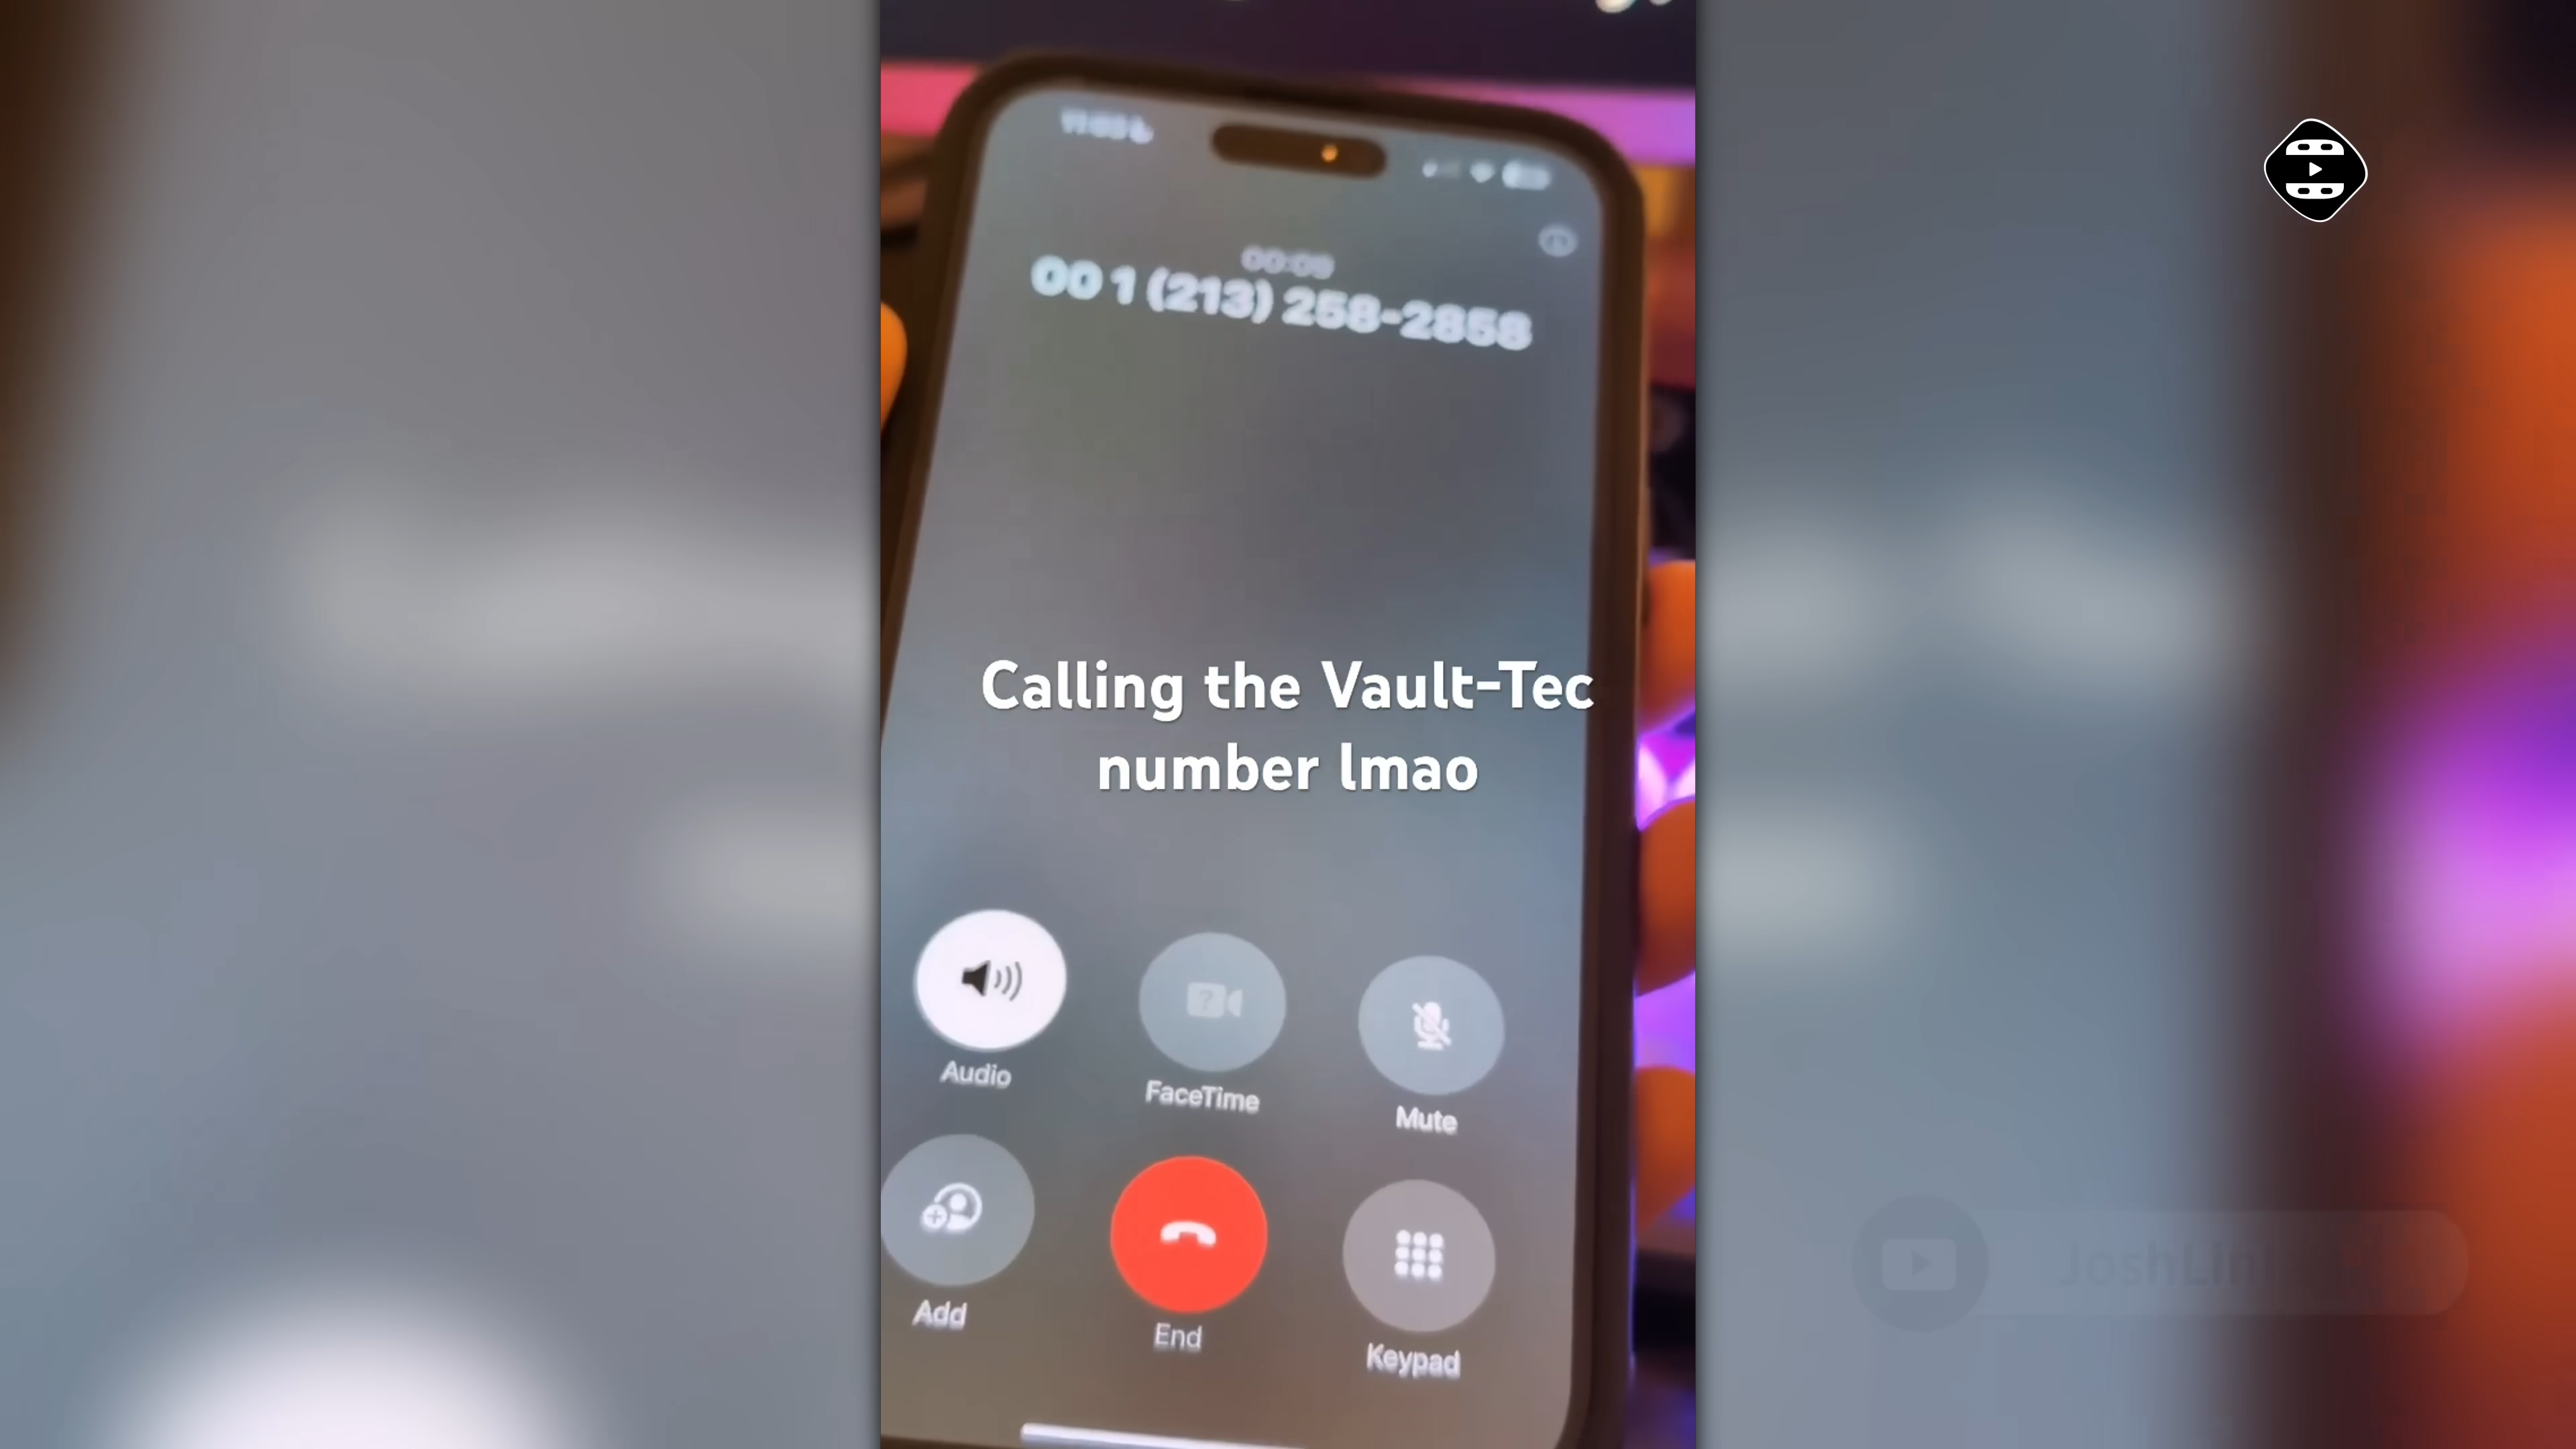 00:09
00 1 (213) 258-2858
Calling the Vault-Tec
number lmao
Audio
FaceTime
Mute
Add
End
Keypad